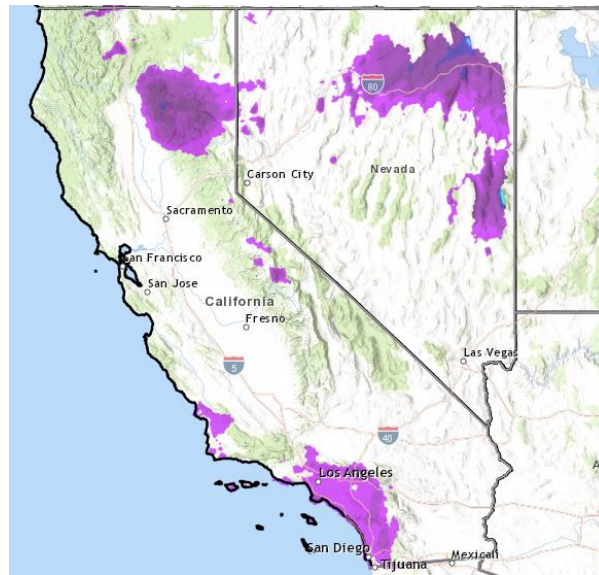 80
Nevada
Carson City
Sacramento
San Francisco
San Jose
California
Fresno
Las Vegas
5
40
Los Angeles
San Diego
Mexicali
Tijuana
A